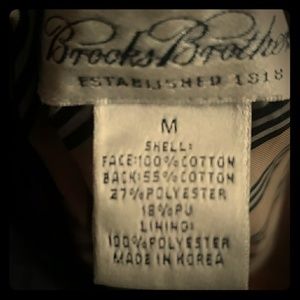 Brooks Brothe
ESTABLISHED 1818
M
SHELL:
FACE:100%COTTON
BACK:55%COTTON
27%POLYESTER
18%PU
LINING:
100%POLYESTER
MADE IN KOREA